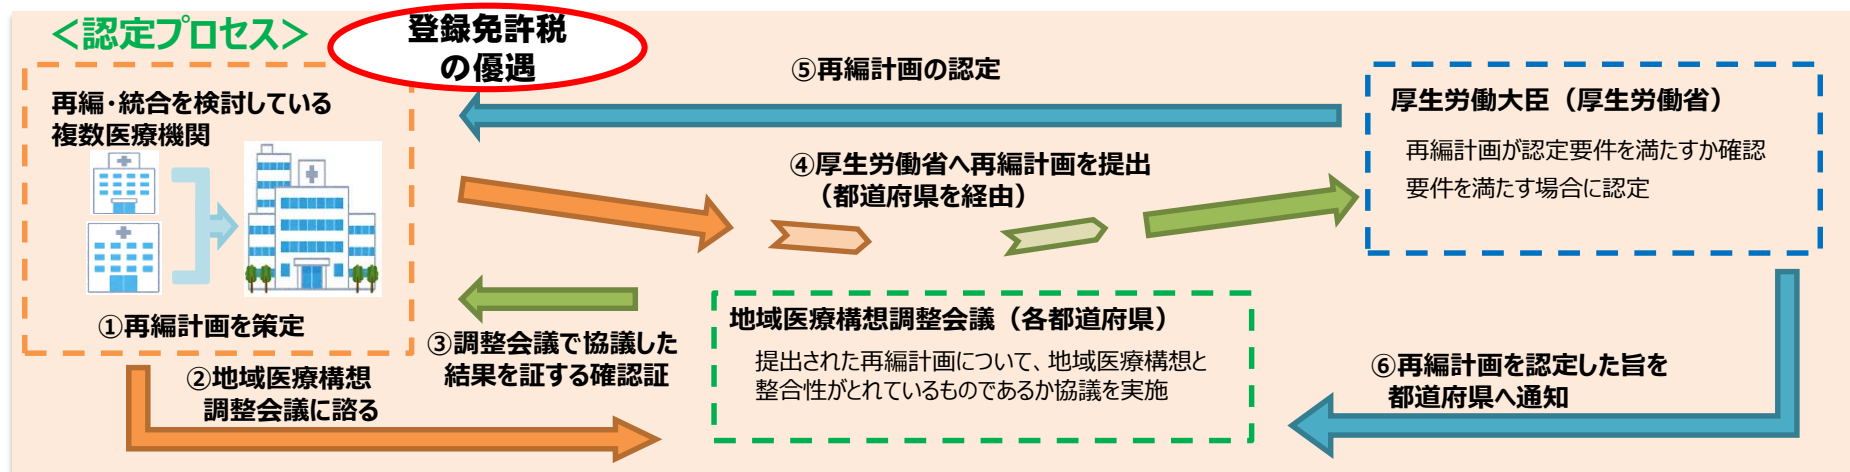 ＜認定プロセス＞
登録免許税
の優遇
再編・統合を検討している
複数医療機関
①再編計画を策定
②地域医療構想
調整会議に諮る
③調整会議で協議した
結果を証する確認証
④厚生労働省へ再編計画を提出
（都道府県を経由）
⑤再編計画の認定
厚生労働大臣（厚生労働省）
再編計画が認定要件を満たすか確認
要件を満たす場合に認定
地域医療構想調整会議（各都道府県）
提出された再編計画について、地域医療構想と
整合性がとれているものであるか協議を実施
⑥再編計画を認定した旨を
都道府県へ通知